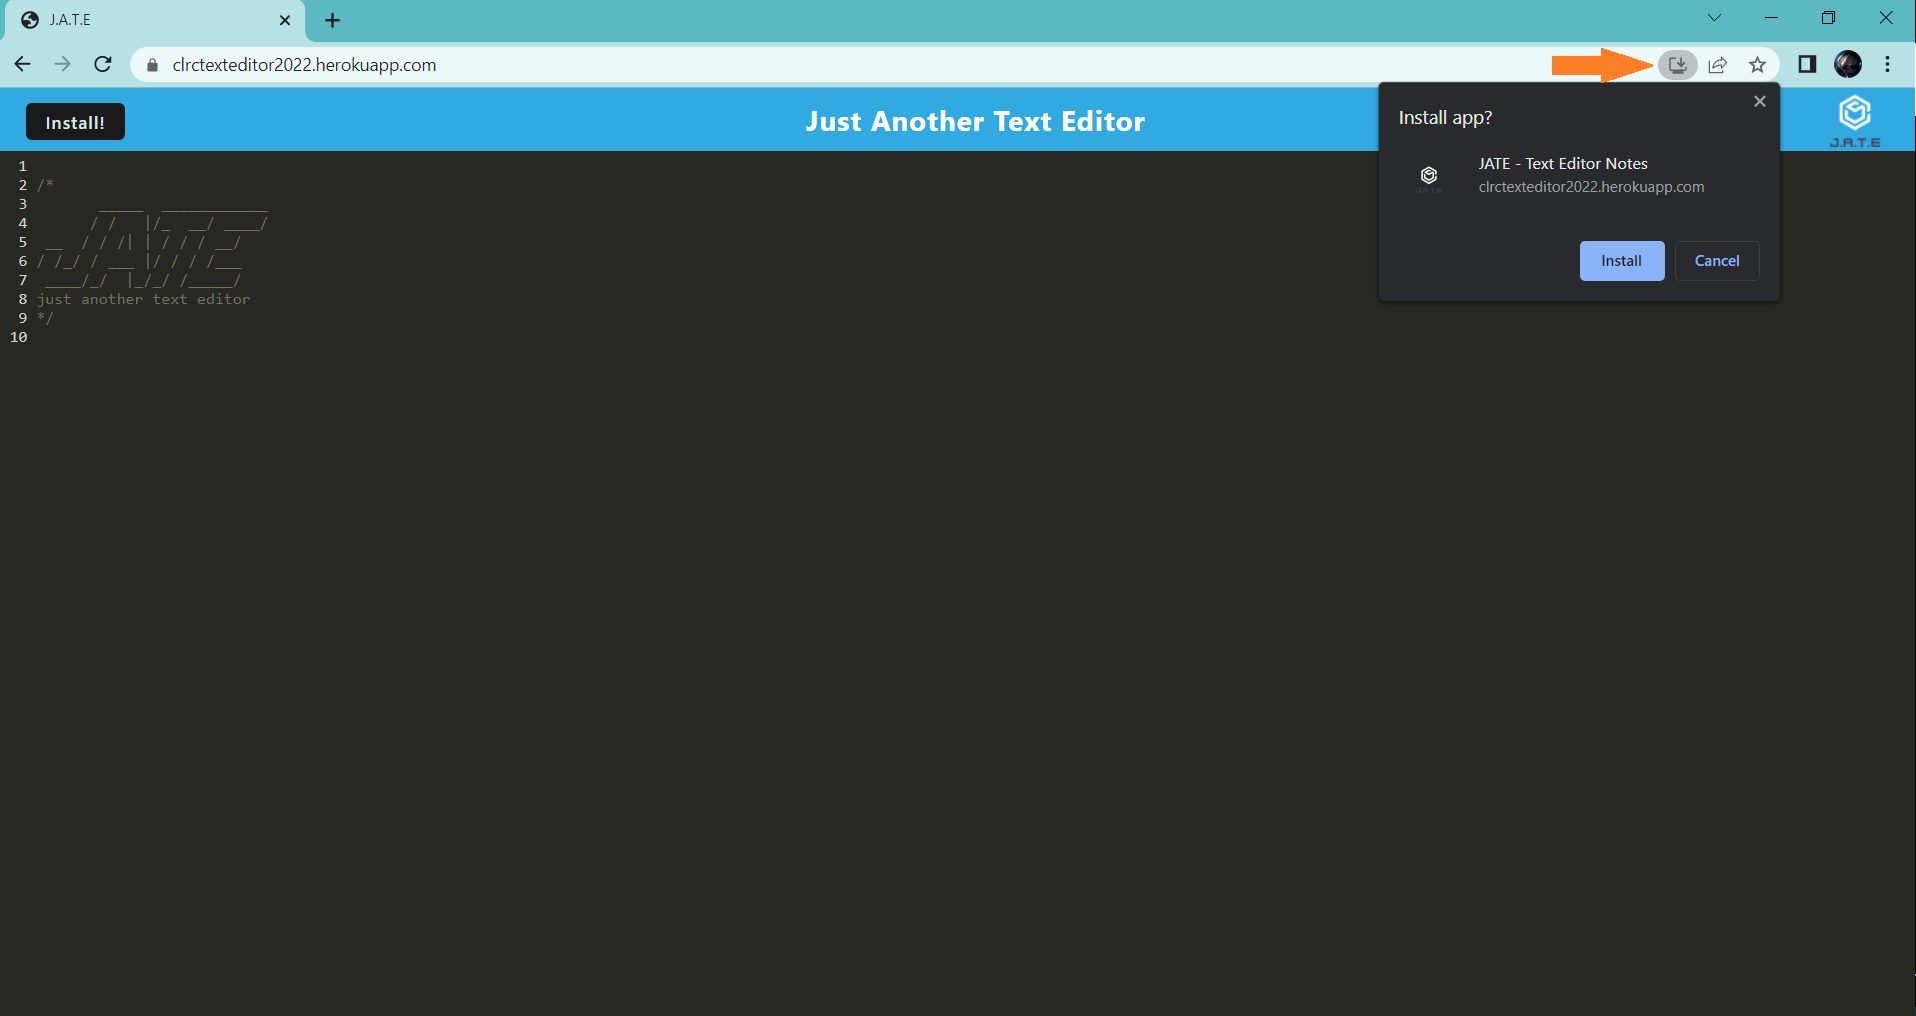 J.A.T.E
clrctexteditor2022.herokuapp.com
Install!
Just Another Text Editor
J.A.T.E
Install app?
JATE - Text Editor Notes
clrctexteditor2022.herokuapp.com
Install Cancel
1
2 /*
3        _____  ____________
4       / /   |/_  __/ ____/
5  __  / / /| | / / / __/
6 / /_/ / ___ |/ / / /___
7  ____/_/  |_/_/ /_____/
8 just another text editor
9 */
10